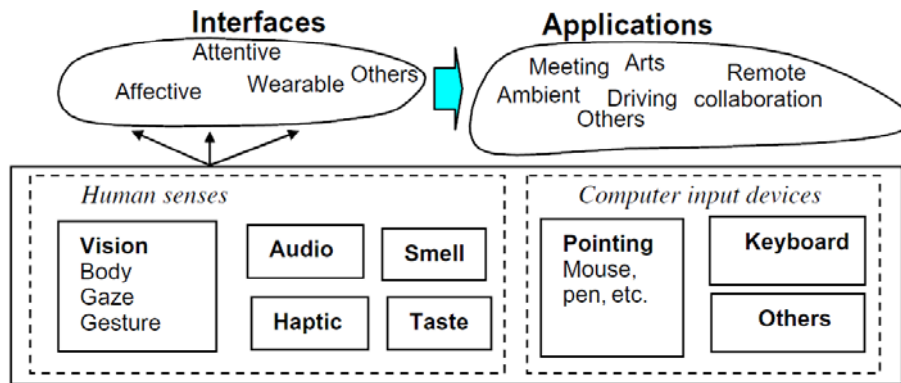 Interfaces
Applications
Attentive
Affective
Wearable
Others
Meeting
Arts
Remote
collaboration
Ambient
Driving
Others
Human senses
Vision
Body
Gaze
Gesture
Audio
Smell
Haptic
Taste
Computer input devices
Pointing
Mouse,
pen, etc.
Keyboard
Others